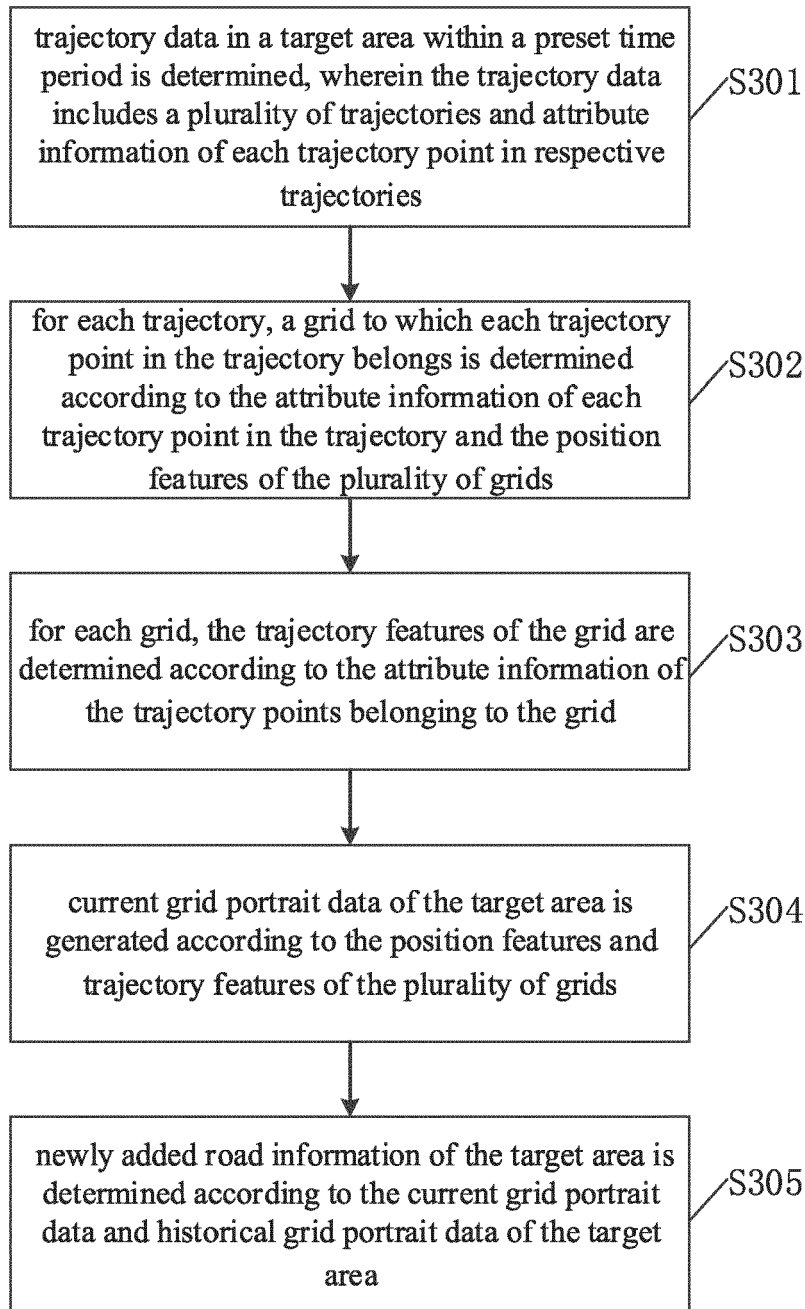 trajectory data in a target area within a preset time
period is determined, wherein the trajectory data
includes a plurality of trajectories and attribute
information of each trajectory point in respective
trajectories
S301
for each trajectory, a grid to which each trajectory
point in the trajectory belongs is determined
according to the attribute information of each
trajectory point in the trajectory and the position
features of the plurality of grids
S302
for each grid, the trajectory features of the grid are
determined according to the attribute information of
the trajectory points belonging to the grid
S303
current grid portrait data of the target area is
generated according to the position features and
trajectory features of the plurality of grids
S304
newly added road information of the target area is
determined according to the current grid portrait
data and historical grid portrait data of the target
area
S305